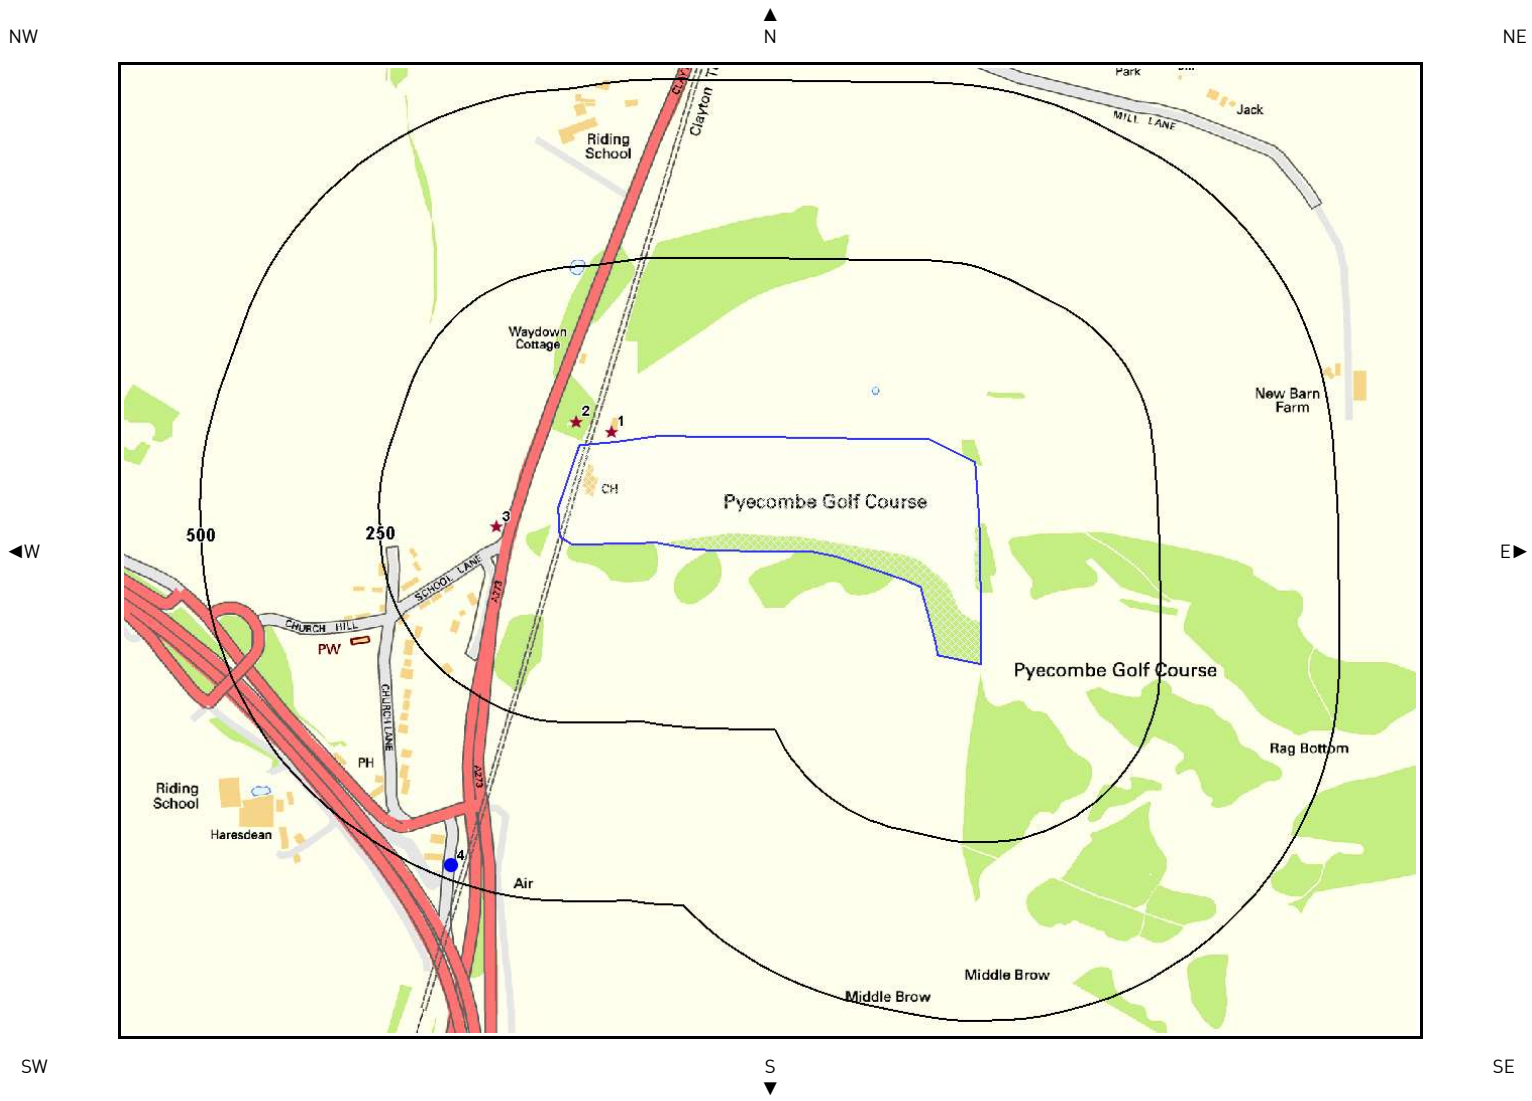 NW
N
NE
CLAY
Clayton
Park
Jack
MILL LANE
Riding
School
Waydown
Cottage
2
1
New Barn
Farm
CH
Pyecombe Golf Course
3
500
250
W
E
SCHOOL LANE
A273
CHURCH HILL
PW
Pyecombe Golf Course
CHURCH LANE
Rag Bottom
PH
A273
Riding
School
Haresdean
4
Air
Middle Brow
Middle Brow
SW
S
SE